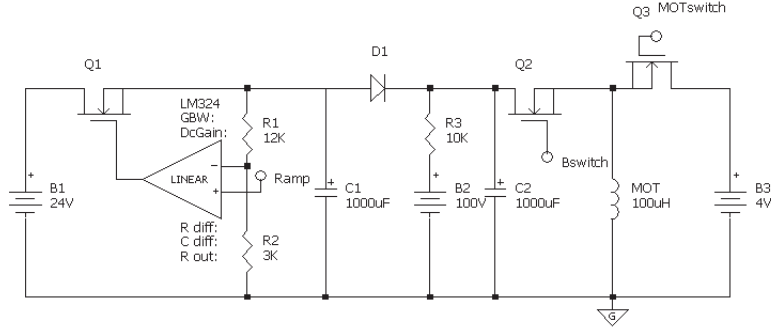 Q3 MOTswitch
Q1
D1
Q2
LM324
GBW:
DcGain:
R1
12K
R3
10K
LINEAR
−
+
Ramp
Bswitch
+
B1
24V
+
C1
1000uF
+
B2
100V
+
C2
1000uF
MOT
100uH
+
B3
4V
R diff:
C diff:
R out:
R2
3K
G